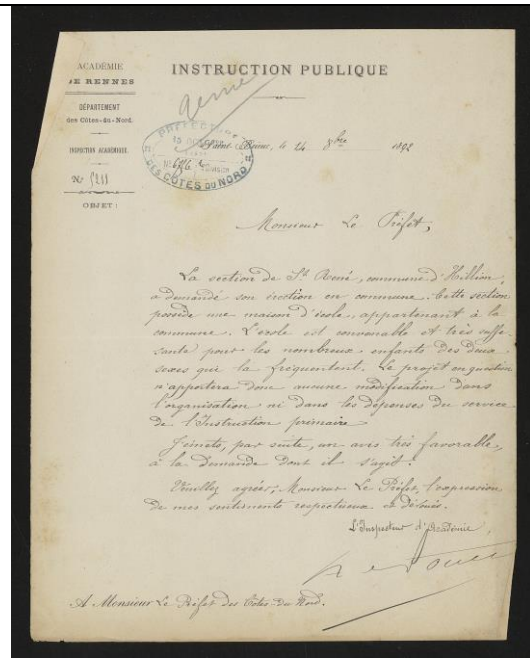 ACADÉMIE
DE RENNES
DÉPARTEMENT
des Côtes-du-Nord.
INSPECTION ACADÉMIQUE.
No
OBJET :
INSTRUCTION PUBLIQUE
PREFECTURE
DES COTES DU NORD
Saint-Brieuc, le 24 8bre 1892
Monsieur Le Préfet,
La section de St René, commune d'Hillion,
a demandé son érection en commune. Cette section
possède une maison d'école, appartenant à la
commune. L'école est convenable et très suffi-
sante pour les nombreux enfants des deux
sexes qui la fréquentent. Le projet en question
n'apportera donc aucune modification dans
l'organisation ni dans les dépenses du service
de l'Instruction primaire.
J'émets, par suite, un avis très favorable,
à la demande dont il s'agit.
Veuillez agréer, Monsieur Le Préfet, l'expression
de mes sentiments respectueux et dévoués.
L'Inspecteur d'Académie,
A Monsieur Le Préfet des Côtes-du-Nord.